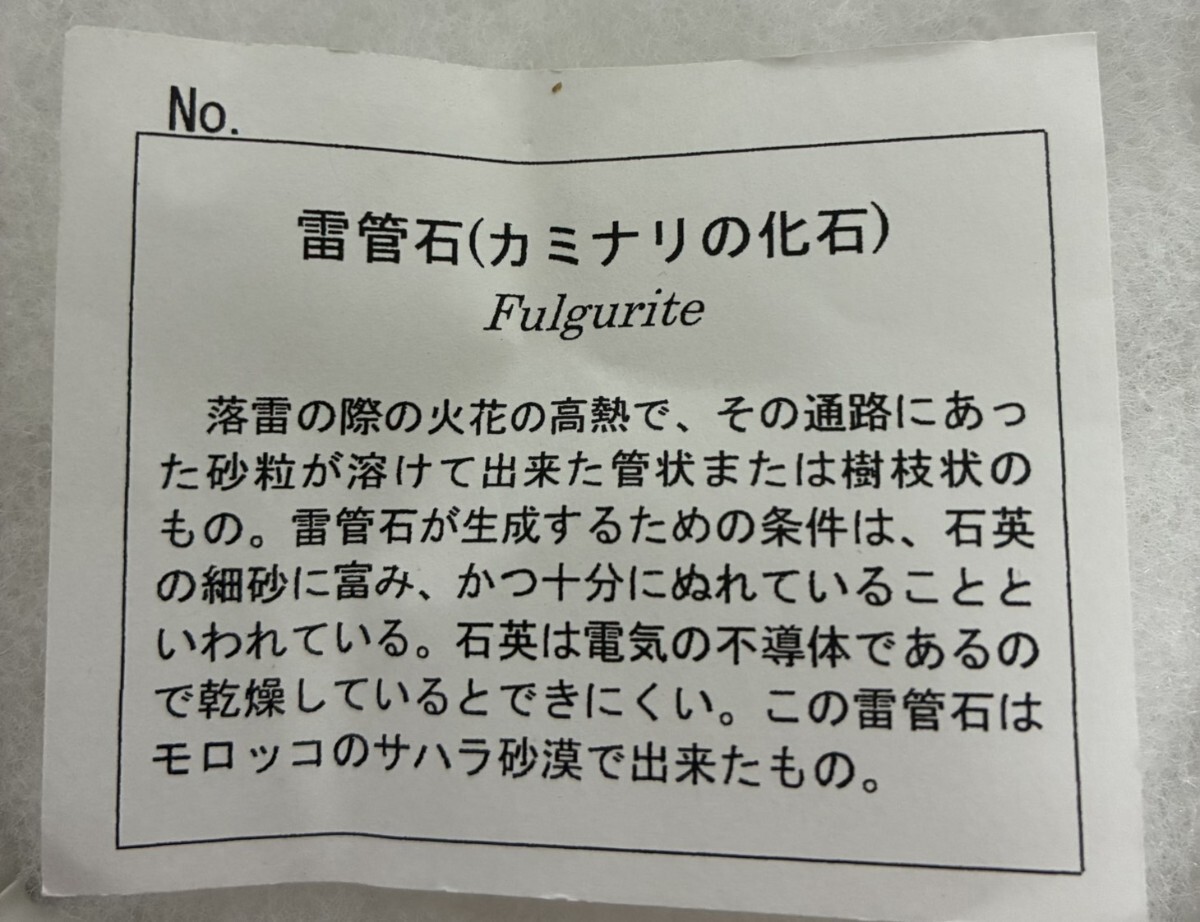 No.
雷管石(カミナリの化石)
Fulgurite
落雷の際の火花の高熱で、その通路にあっ
た砂粒が溶けて出来た管状または樹枝状の
もの。雷管石が生成するための条件は、石英
の細砂に富み、かつ十分にぬれていることと
いわれている。石英は電気の不導体であるの
で乾燥しているとできにくい。この雷管石は
モロッコのサハラ砂漠で出来たもの。